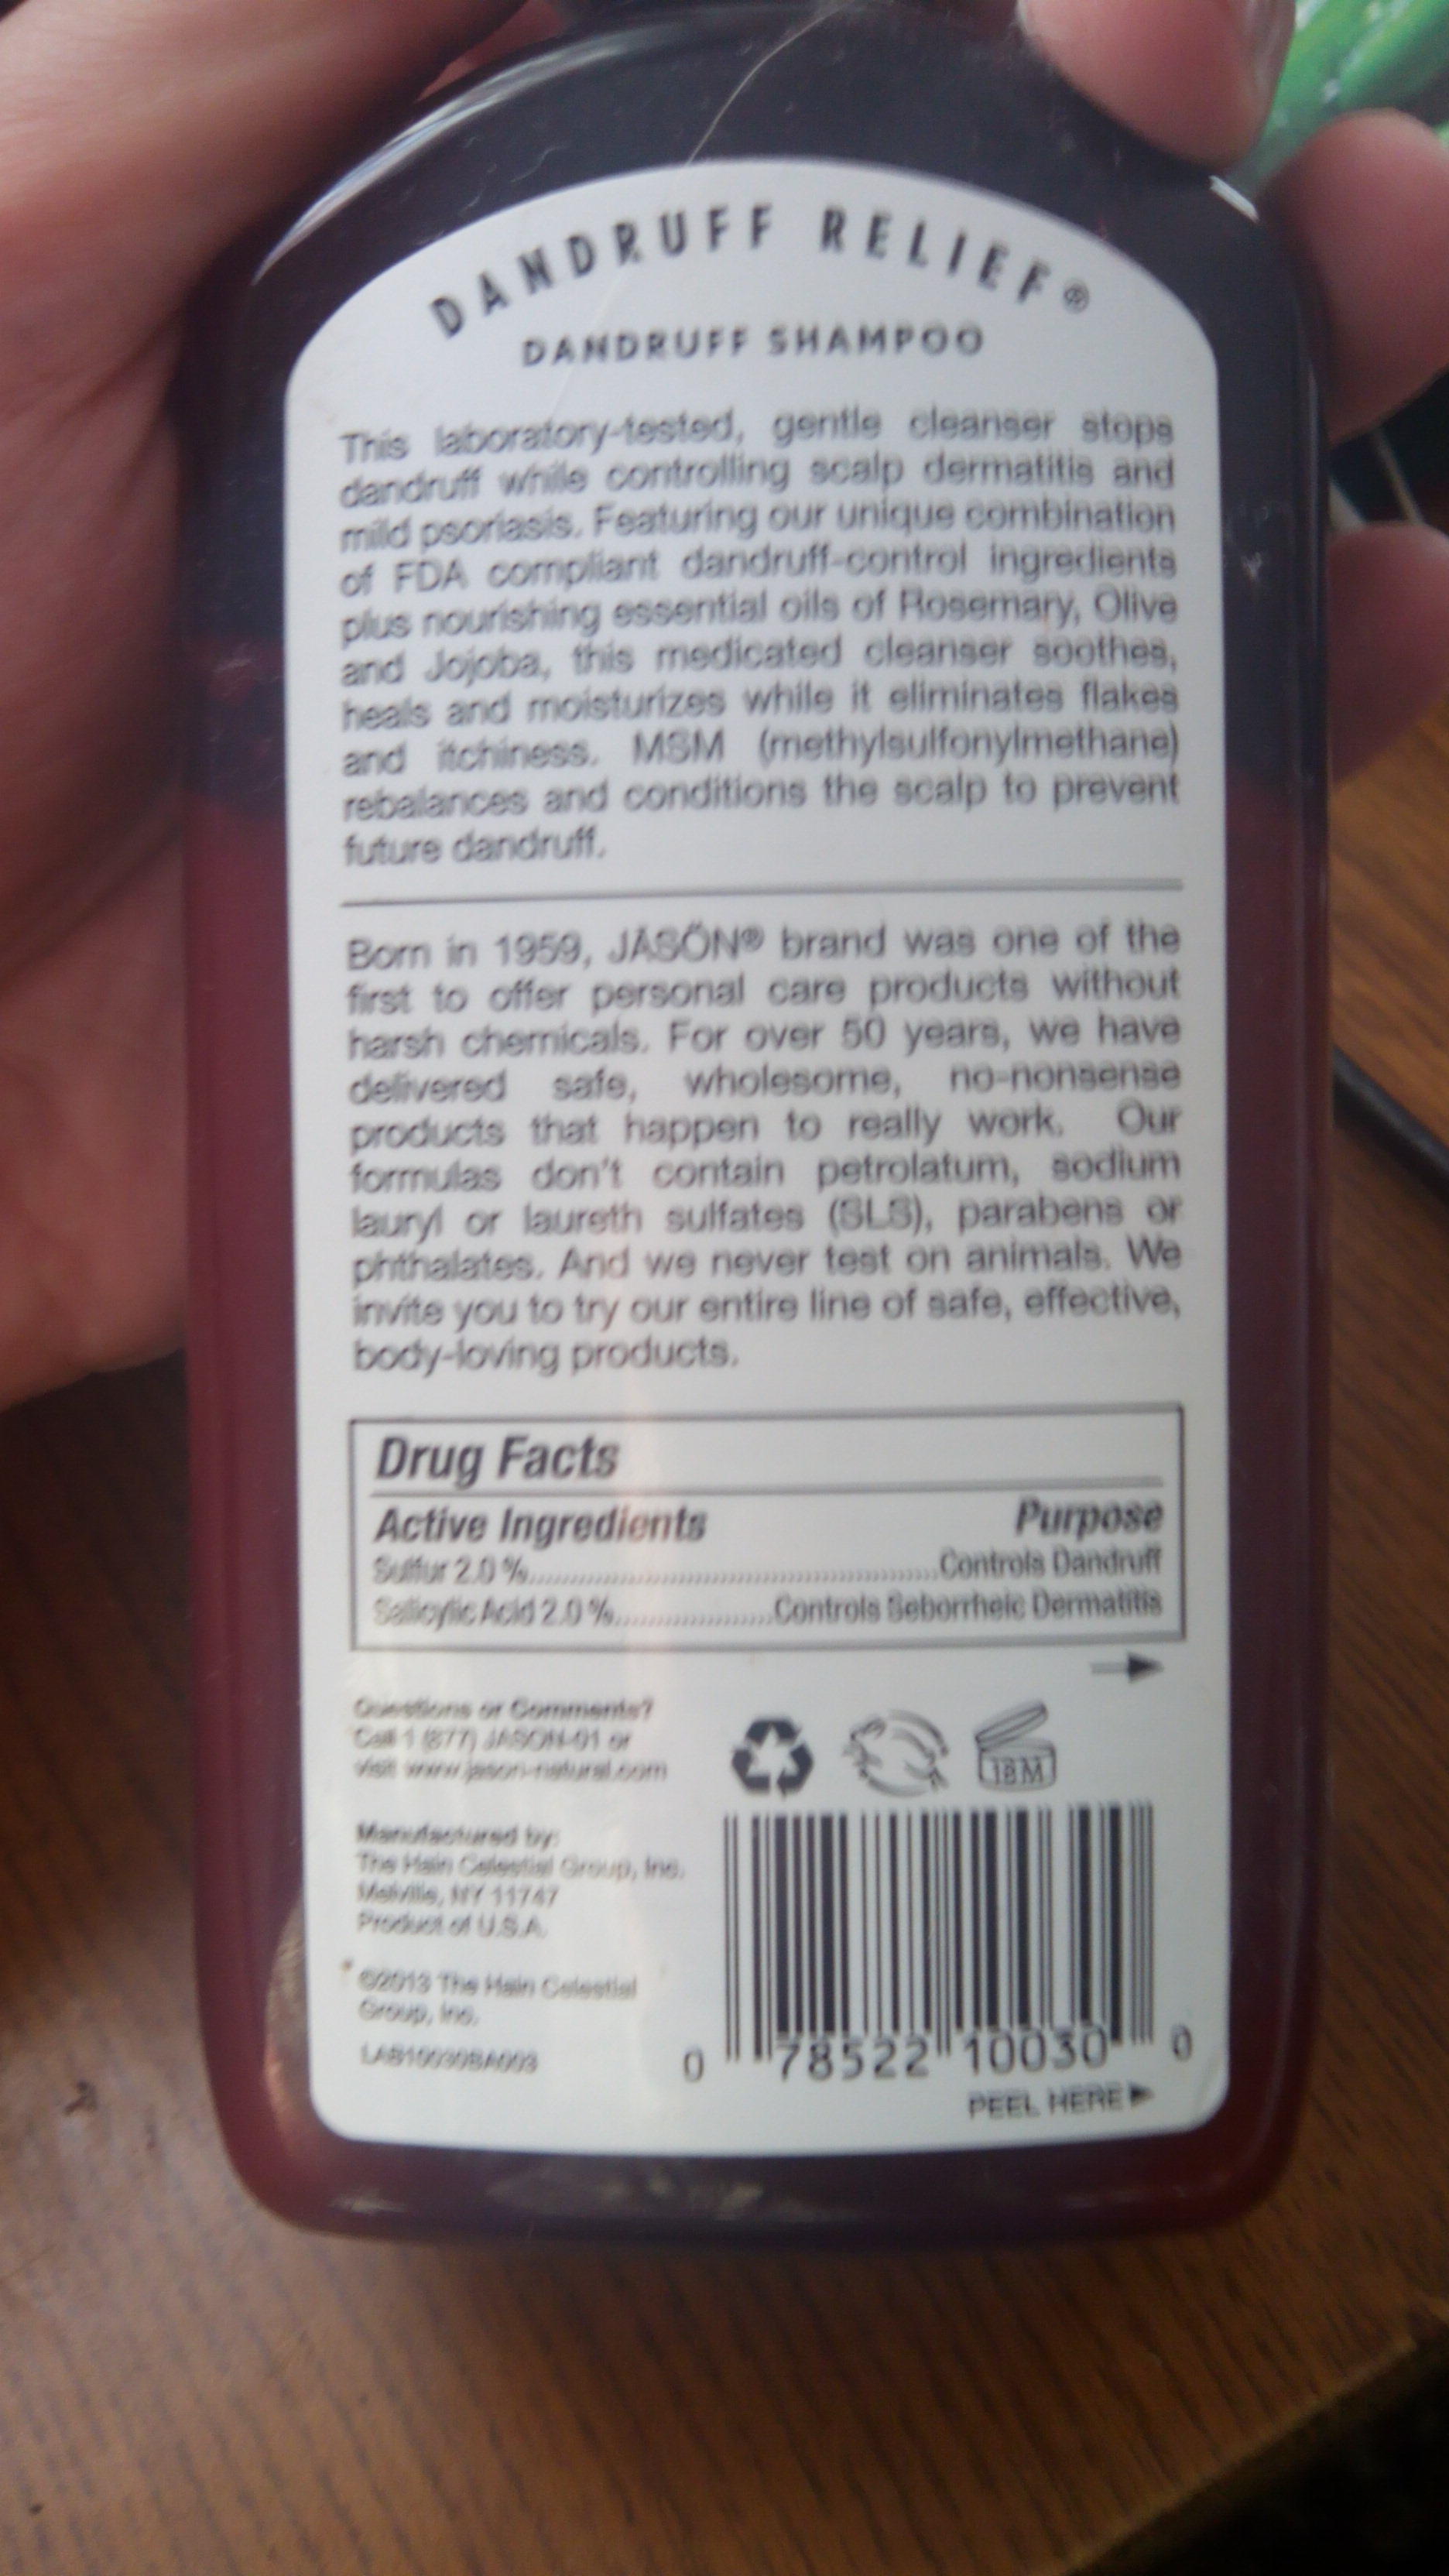 DANDRUFF RELIEF®
DANDRUFF SHAMPOO
This laboratory-tested, gentle cleanser stops
dandruff while controlling scalp dermatitis and
mild psoriasis. Featuring our unique combination
of FDA compliant dandruff-control ingredients
plus nourishing essential oils of Rosemary, Olive
and Jojoba, this medicated cleanser soothes,
heals and moisturizes while it eliminates flakes
and itchiness. MSM (methylsulfonylmethane)
rebalances and conditions the scalp to prevent
future dandruff.
Born in 1959, JĀSÖN® brand was one of the
first to offer personal care products without
harsh chemicals. For over 50 years, we have
delivered safe, wholesome, no-nonsense
products that happen to really work. Our
formulas don't contain petrolatum, sodium
lauryl or laureth sulfates (SLS), parabens or
phthalates. And we never test on animals. We
invite you to try our entire line of safe, effective,
body-loving products.
Drug Facts
Active Ingredients Purpose
Sulfur 2.0 %..........Controls Dandruff
Salicylic Acid 2.0 %..........Controls Seborrheic Dermatitis
Questions or Comments?
Call 1 (877) JASON-01 or
visit www.jason-natural.com
18M
Manufactured by:
The Hain Celestial Group, Inc.
Melville, NY 11747
Product of U.S.A.
©2013 The Hain Celestial
Group, Inc.
LAB10030BA003
0 78522 10030 0
PEEL HERE